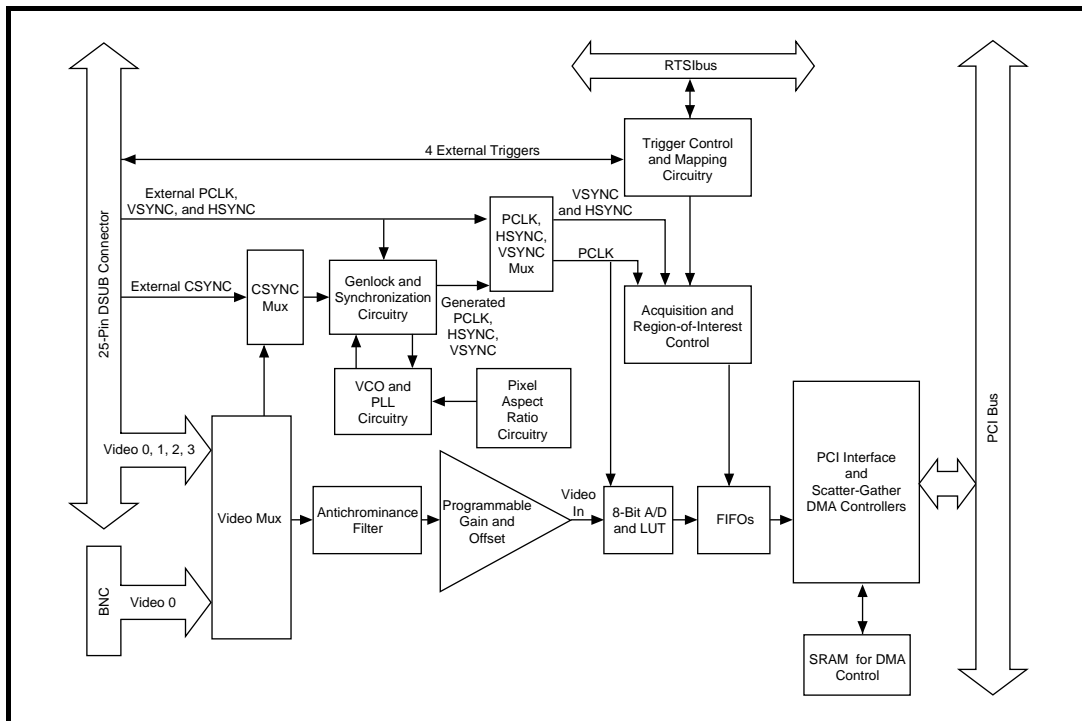 RTSIbus
4 External Triggers
Trigger Control
and Mapping
Circuitry
25-Pin DSUB Connector
External PCLK,
VSYNC, and HSYNC
PCLK,
HSYNC,
VSYNC
Mux
VSYNC
and HSYNC
PCLK
External CSYNC
CSYNC
Mux
Genlock and
Synchronization
Circuitry
Generated
PCLK,
HSYNC,
VSYNC
Acquisition and
Region-of-Interest
Control
VCO and
PLL
Circuitry
Pixel
Aspect
Ratio
Circuitry
PCI Bus
Video 0, 1, 2, 3
Video Mux
Antichrominance
Filter
Programmable
Gain and
Offset
Video
In
8-Bit A/D
and LUT
FIFOs
PCI Interface
and
Scatter-Gather
DMA Controllers
BNC
Video 0
SRAM for DMA
Control